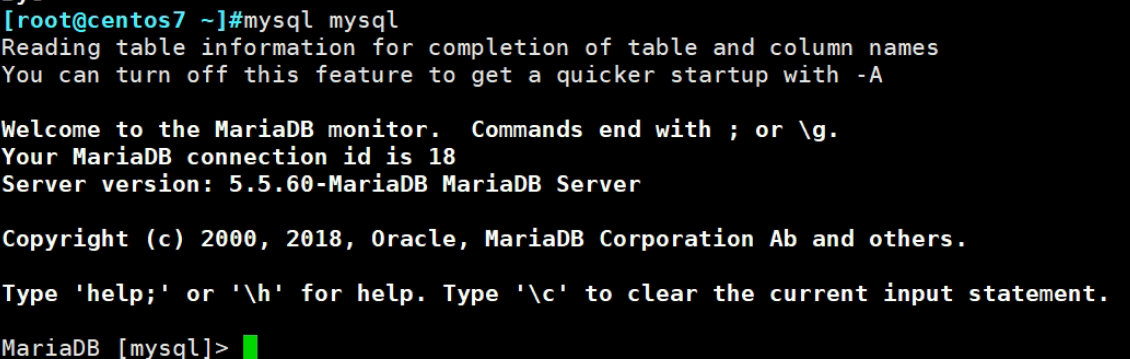 [root@centos7 ~]#mysql mysql
Reading table information for completion of table and column names
You can turn off this feature to get a quicker startup with -A
Welcome to the MariaDB monitor.  Commands end with ; or \g.
Your MariaDB connection id is 18
Server version: 5.5.60-MariaDB MariaDB Server
Copyright (c) 2000, 2018, Oracle, MariaDB Corporation Ab and others.
Type 'help;' or '\h' for help. Type '\c' to clear the current input statement.
MariaDB [mysql]>